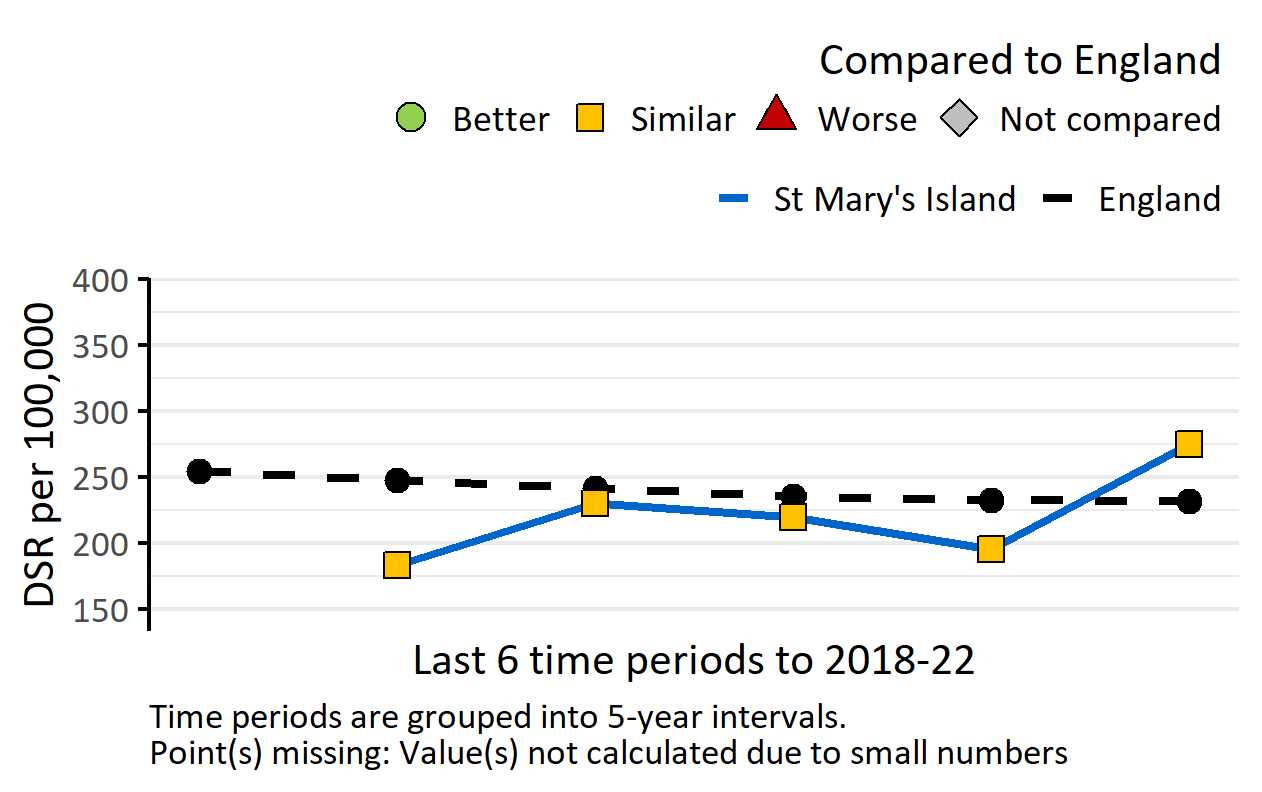 Compared to England
Better Similar Worse Not compared
St Mary's Island England
400
350
300
250
200
150
DSR per 100,000
Last 6 time periods to 2018-22
Time periods are grouped into 5-year intervals.
Point(s) missing: Value(s) not calculated due to small numbers